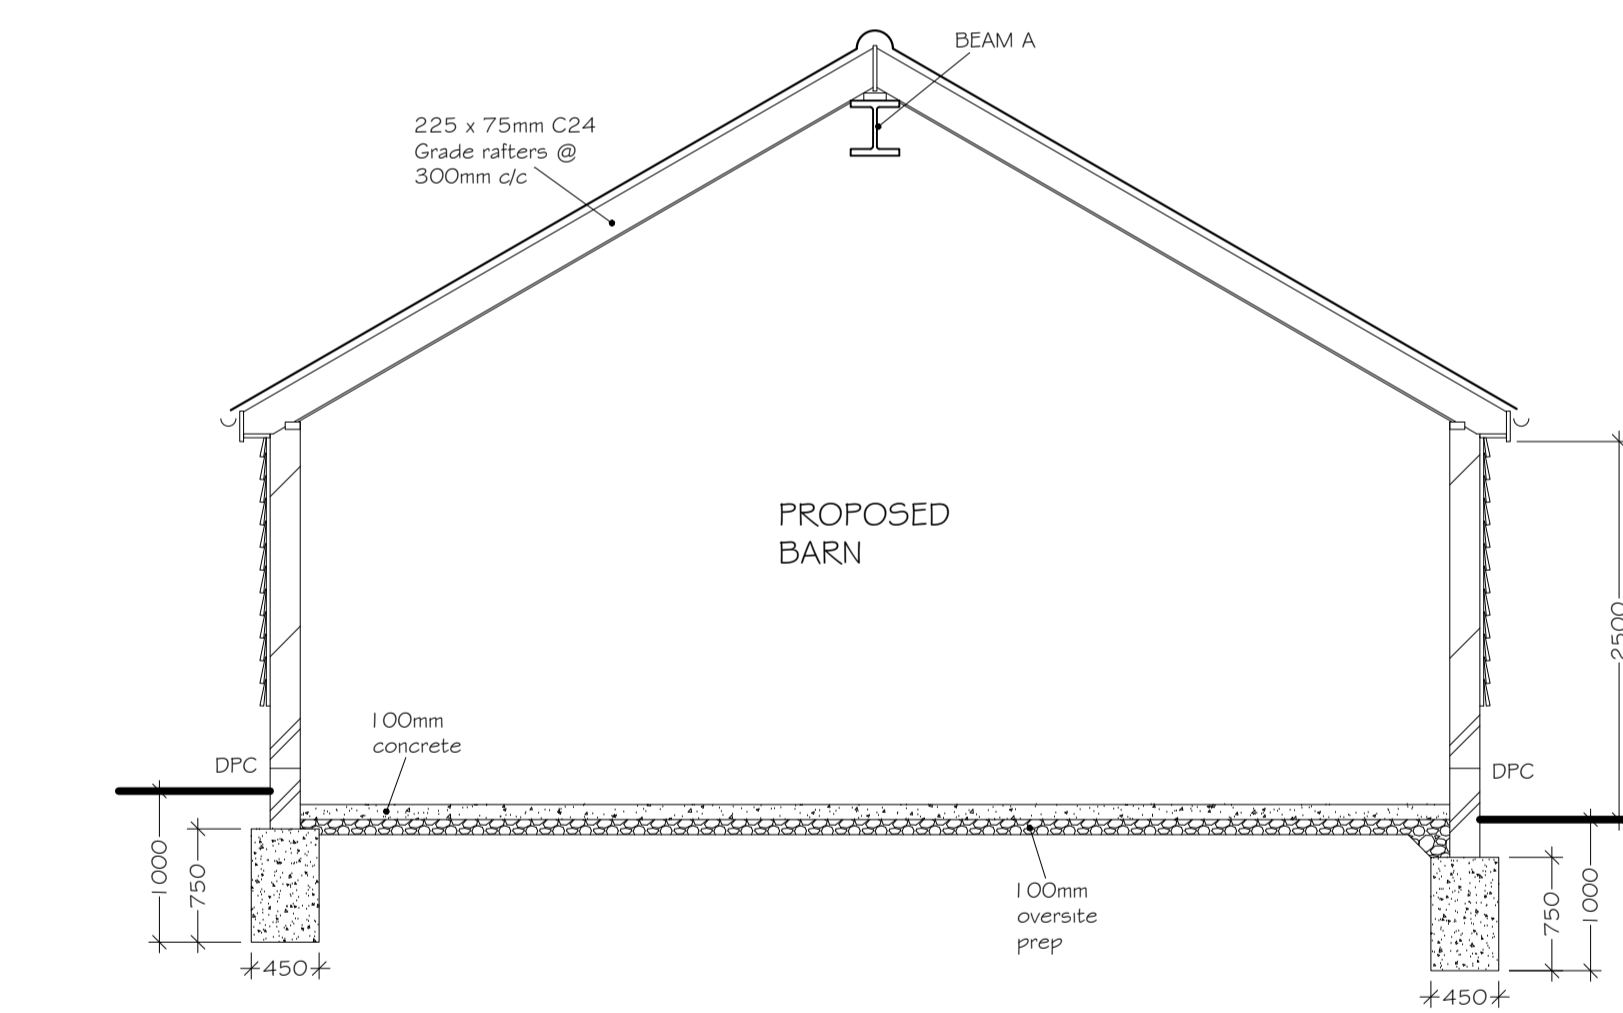 BEAM A
225 x 75mm C24
Grade rafters @
300mm c/c
PROPOSED
BARN
2500
100mm
concrete
DPC
DPC
1000
750
450
100mm
oversite
prep
750
1000
450